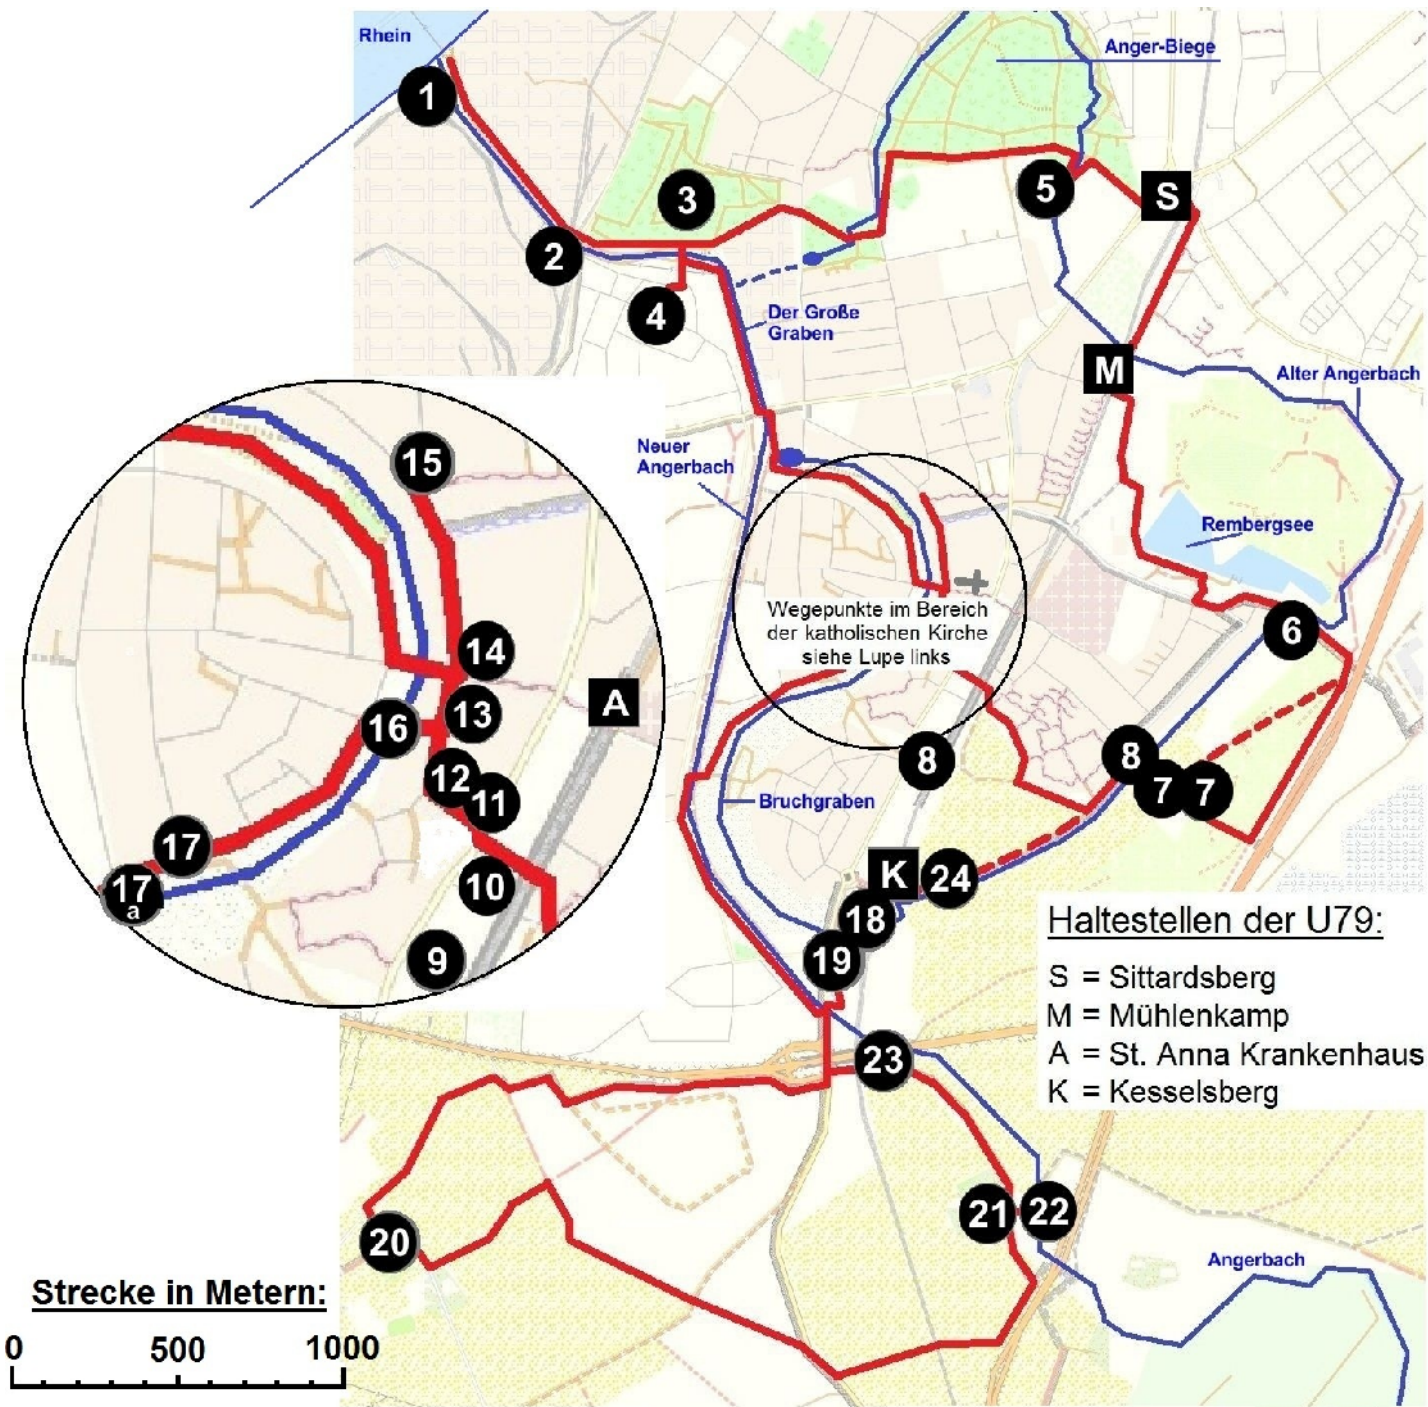 Rhein
Anger-Biege
1
3
5
S
2
4
Der Große
Graben
M
Alter Angerbach
Neuer
Angerbach
15
Rembergsee
Wegepunkte im Bereich
der katholischen Kirche
siehe Lupe links
6
14
A
16
13
12
11
8
8
7
7
Bruchgraben
17
17
a
10
9
K
24
18
19
Haltestellen der U79:
S = Sittardsberg
M = Mühlenkamp
A = St. Anna Krankenhaus
K = Kesselsberg
23
21
22
20
Angerbach
Strecke in Metern:
0 500 1000